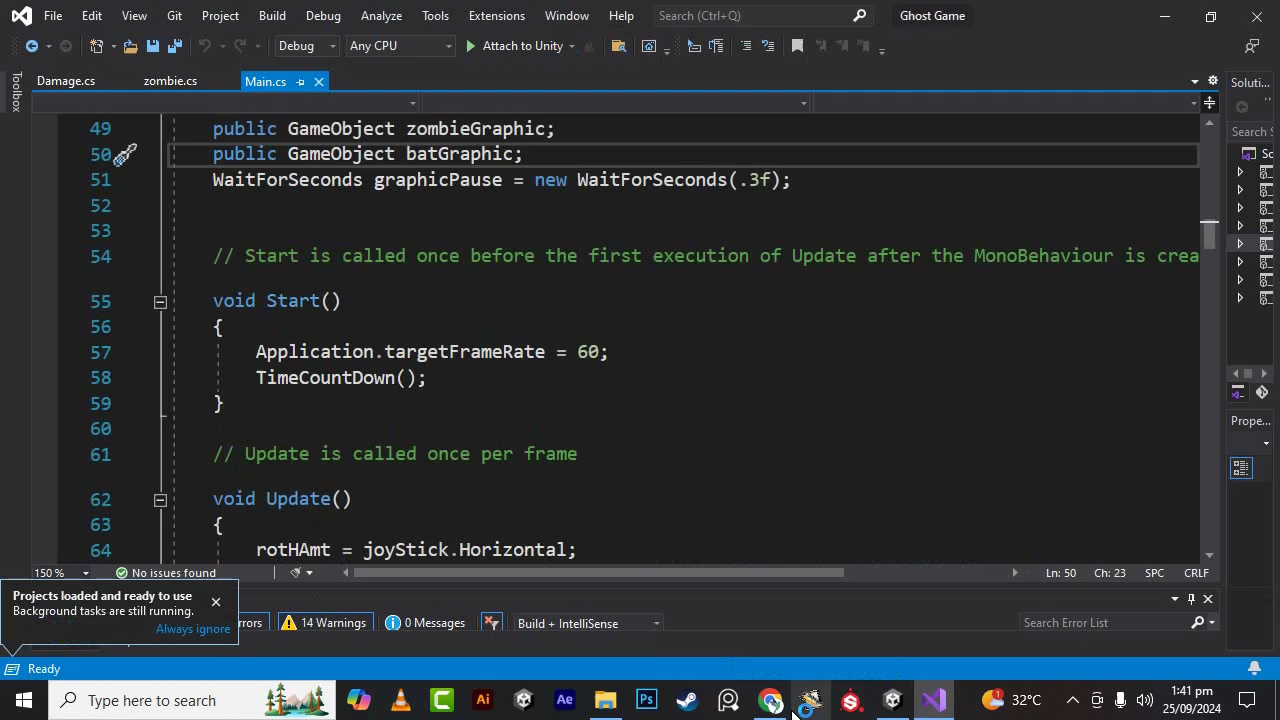 File Edit View Git Project Build Debug Analyze Tools Extensions Window Help Search (Ctrl+Q) Ghost Game
Debug Any CPU Attach to Unity
Toolbox
Damage.cs zombie.cs Main.cs
Solutio...
Search S
Sc
49 public GameObject zombieGraphic;
50 public GameObject batGraphic;
51 WaitForSeconds graphicPause = new WaitForSeconds(.3f);
52
53
54 // Start is called once before the first execution of Update after the MonoBehaviour is crea
55 void Start()
56 {
57 Application.targetFrameRate = 60;
58 TimeCountDown();
59 }
60
61 // Update is called once per frame
62 void Update()
63 {
64 rotHAmt = joyStick.Horizontal;
Prope...
150 % No issues found Ln: 50 Ch: 23 SPC CRLF
Projects loaded and ready to use
Background tasks are still running.
Always ignore
rrors 14 Warnings 0 Messages Build + IntelliSense Search Error List
Ready
Type here to search Ai Ae Ps 32°C 1:41 pm
25/09/2024